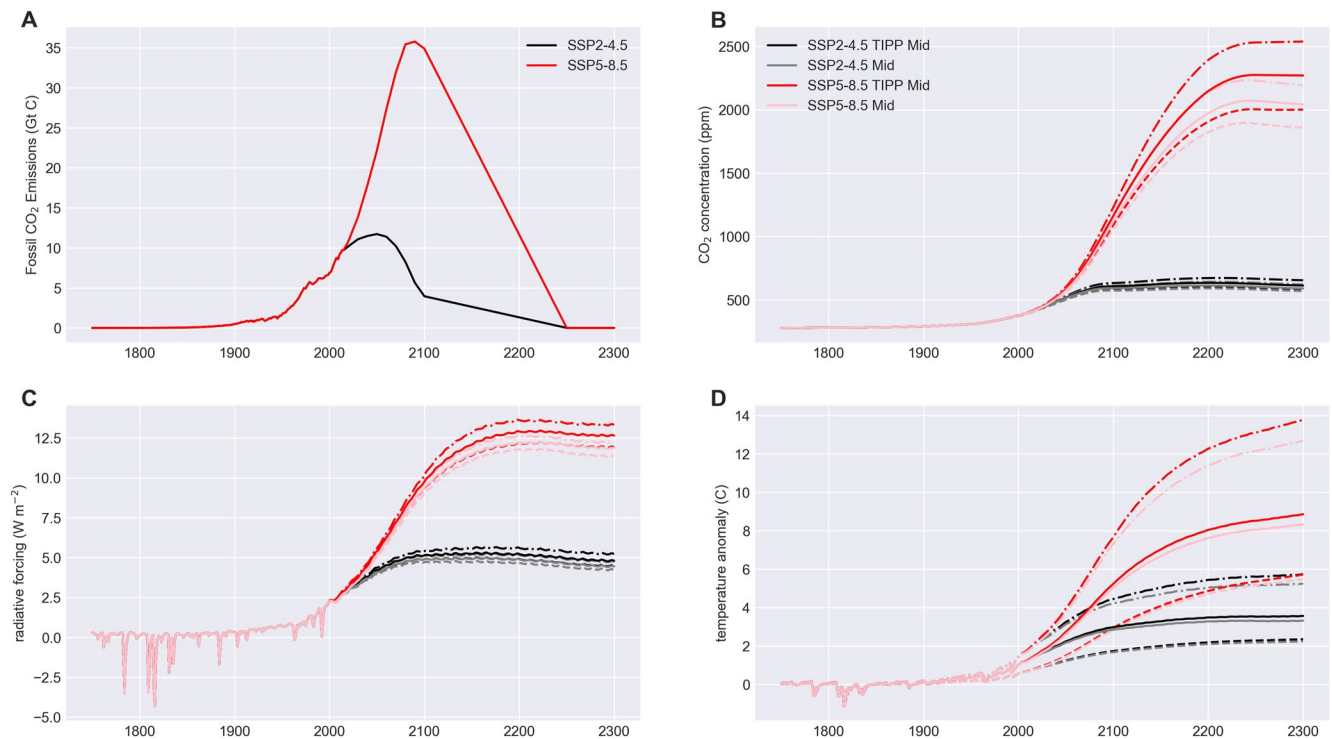 A
Fossil CO₂ Emissions (Gt C)
35
30
25
20
15
10
5
0
1800 1900 2000 2100 2200 2300
SSP2-4.5
SSP5-8.5
B
CO₂ concentration (ppm)
2500
2000
1500
1000
500
1800 1900 2000 2100 2200 2300
SSP2-4.5 TIPP Mid
SSP2-4.5 Mid
SSP5-8.5 TIPP Mid
SSP5-8.5 Mid
C
radiative forcing (W m⁻²)
12.5
10.0
7.5
5.0
2.5
0.0
−2.5
−5.0
1800 1900 2000 2100 2200 2300
D
temperature anomaly (C)
14
12
10
8
6
4
2
0
1800 1900 2000 2100 2200 2300